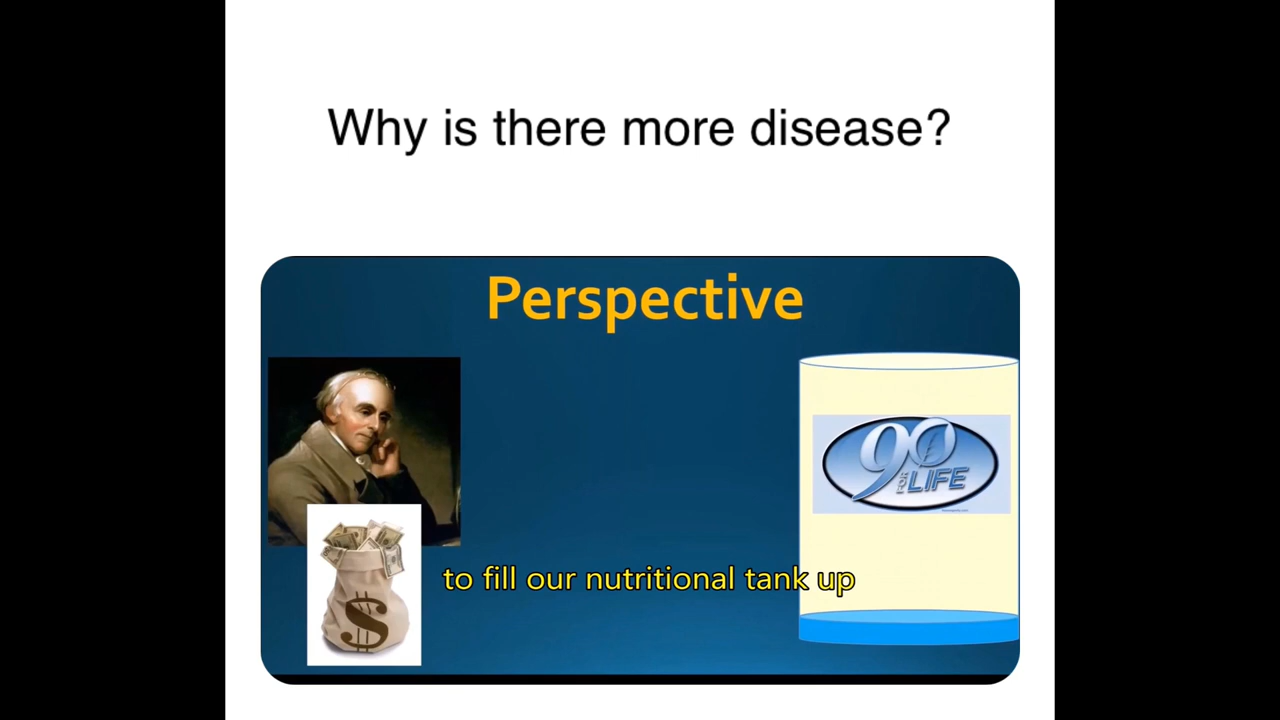 Why is there more disease?
Perspective
90
FOR
LIFE
$
to fill our nutritional tank up